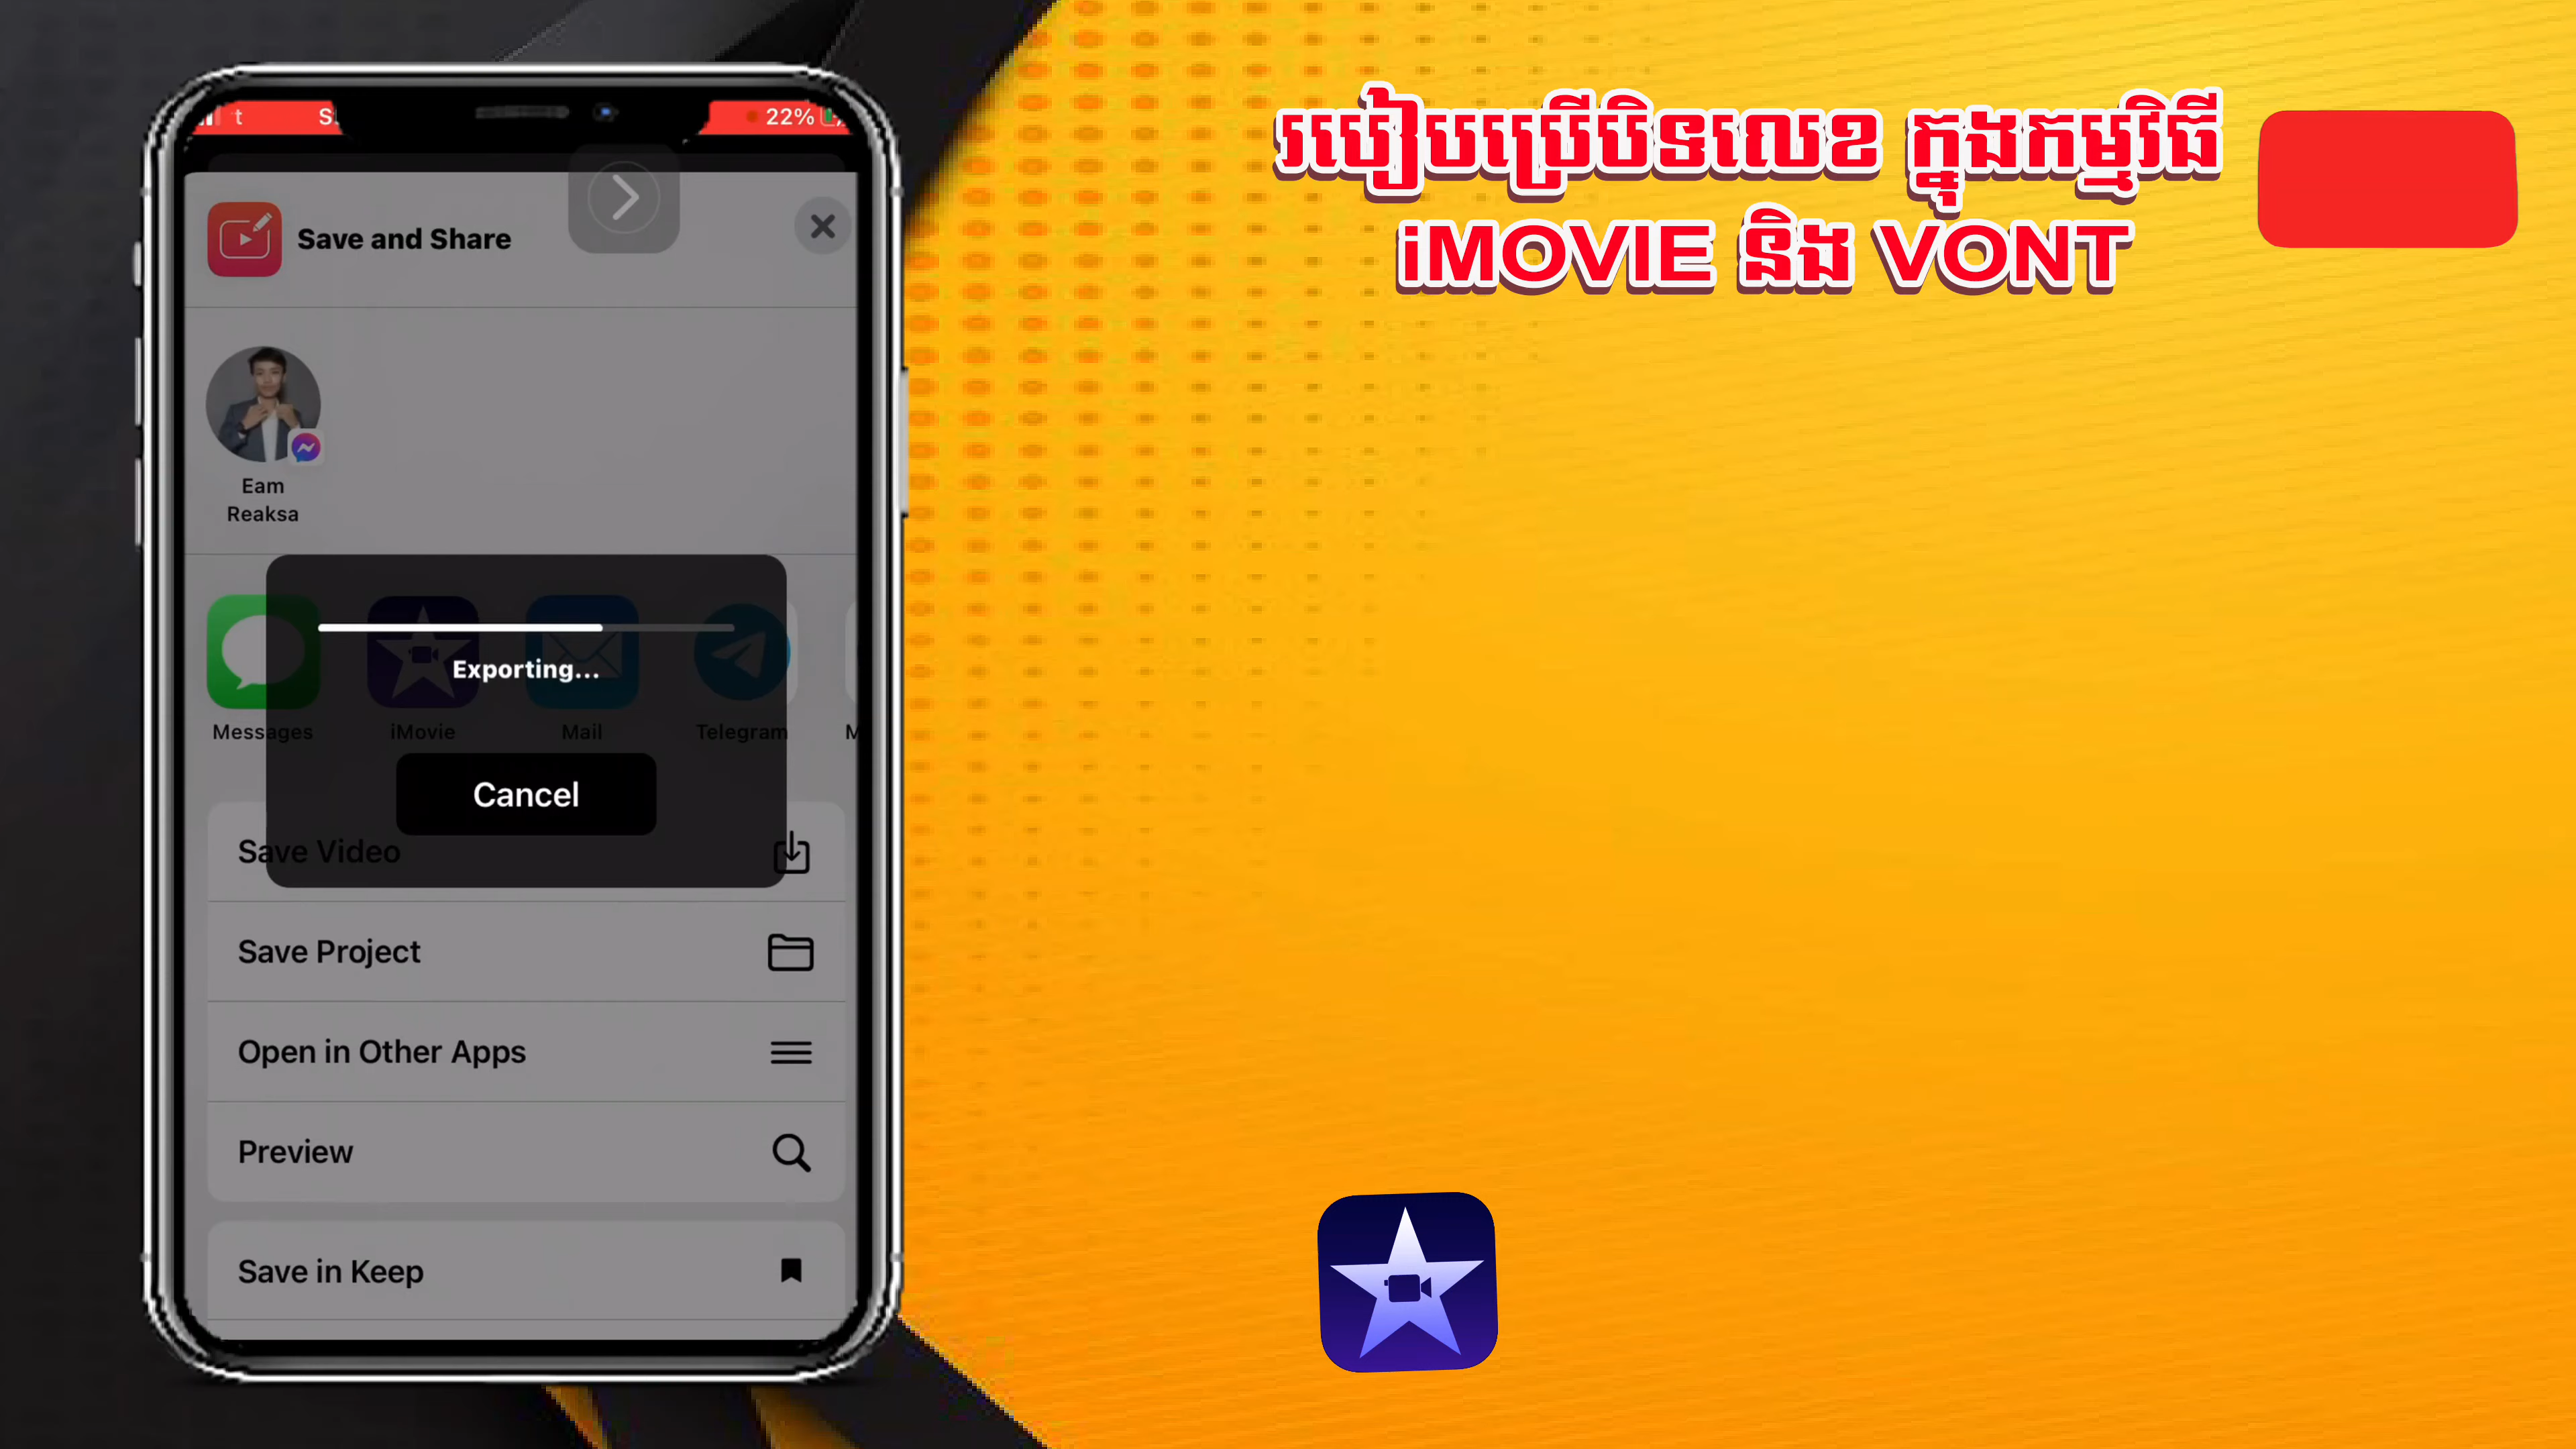 របៀបប្រើបិទលេខ ក្នុងកម្មវិធី
iMOVIE និង VONT
22%
Save and Share
Eam
Reaksa
Exporting...
Messages
iMovie
Mail
Telegram
Cancel
Save Video
Save Project
Open in Other Apps
Preview
Save in Keep